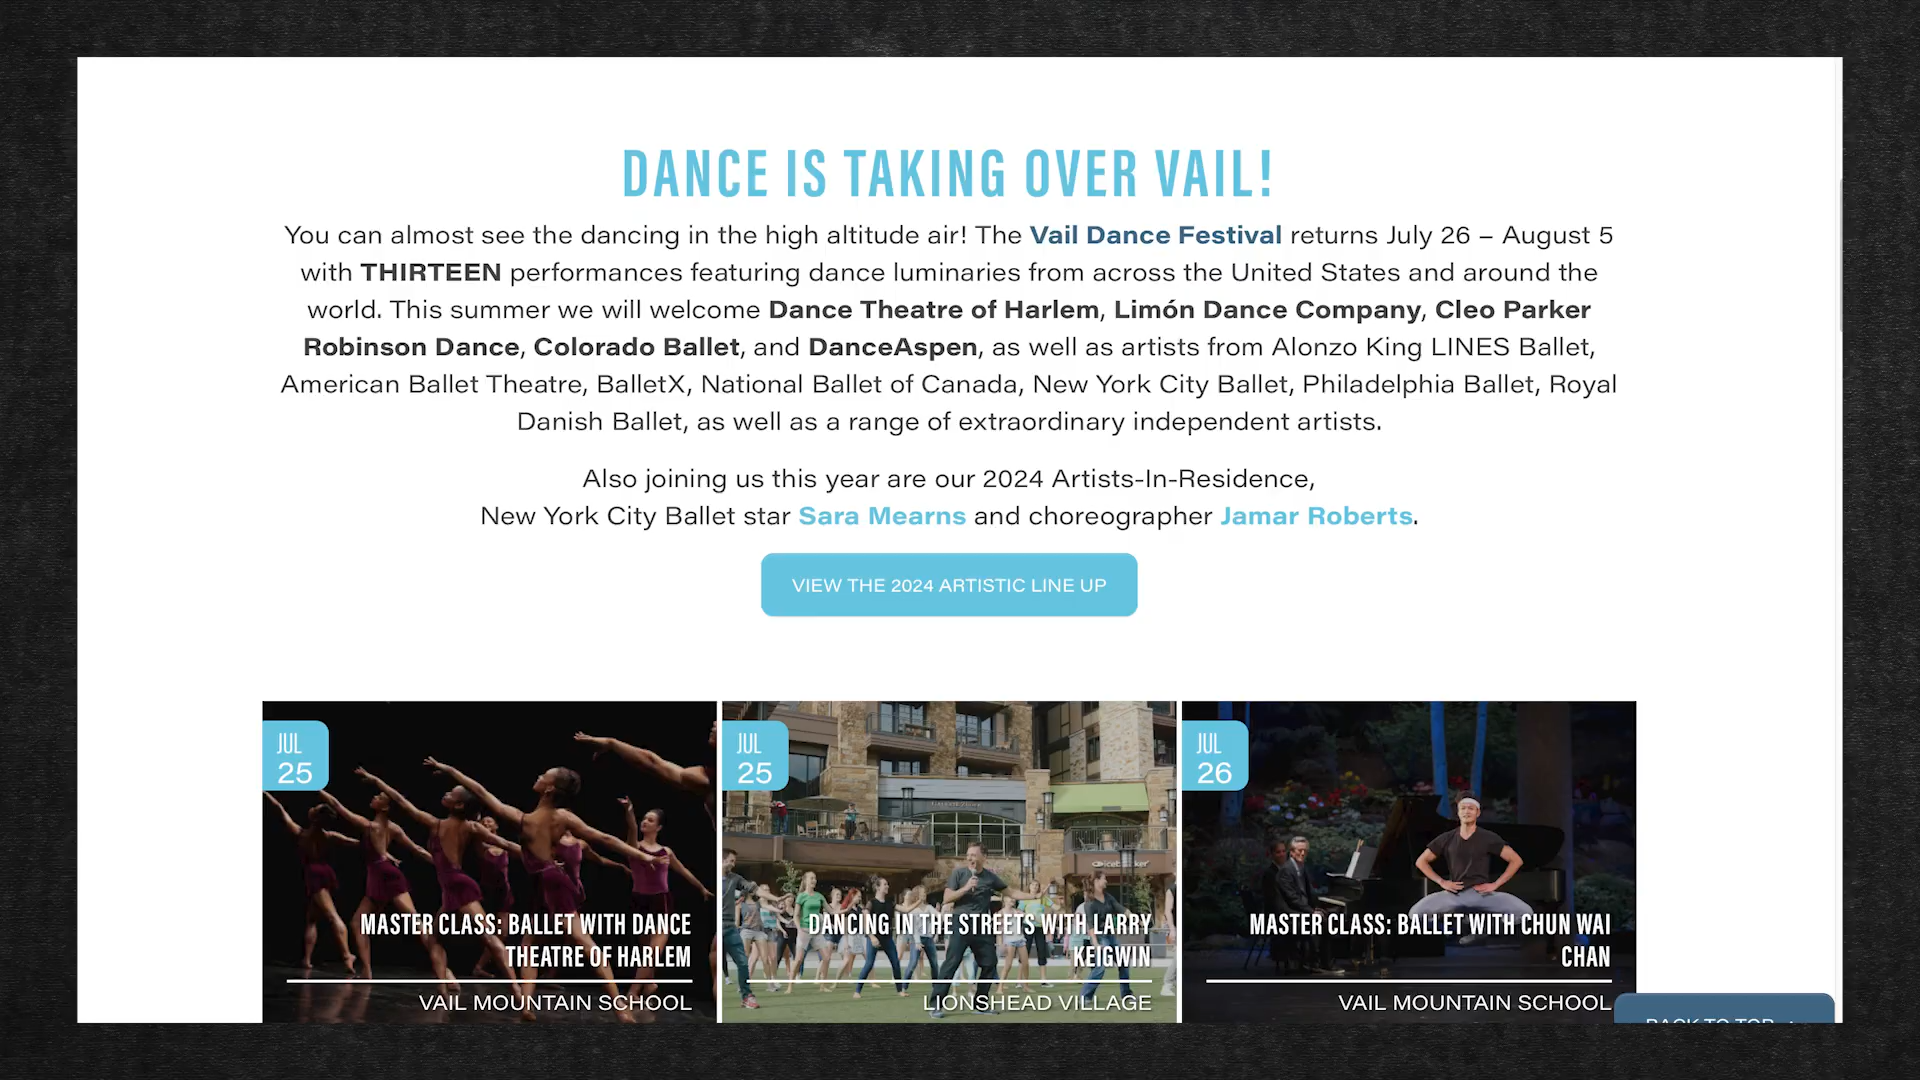 DANCE IS TAKING OVER VAIL!
You can almost see the dancing in the high altitude air! The Vail Dance Festival returns July 26 – August 5
with THIRTEEN performances featuring dance luminaries from across the United States and around the
world. This summer we will welcome Dance Theatre of Harlem, Limón Dance Company, Cleo Parker
Robinson Dance, Colorado Ballet, and DanceAspen, as well as artists from Alonzo King LINES Ballet,
American Ballet Theatre, BalletX, National Ballet of Canada, New York City Ballet, Philadelphia Ballet, Royal
Danish Ballet, as well as a range of extraordinary independent artists.
Also joining us this year are our 2024 Artists-In-Residence,
New York City Ballet star Sara Mearns and choreographer Jamar Roberts.
VIEW THE 2024 ARTISTIC LINE UP
JUL
25
MASTER CLASS: BALLET WITH DANCE
THEATRE OF HARLEM
VAIL MOUNTAIN SCHOOL
JUL
25
icebreaker
DANCING IN THE STREETS WITH LARRY
KEIGWIN
LIONSHEAD VILLAGE
JUL
26
MASTER CLASS: BALLET WITH CHUN WAI
CHAN
VAIL MOUNTAIN SCHOOL
BACK TO TOP